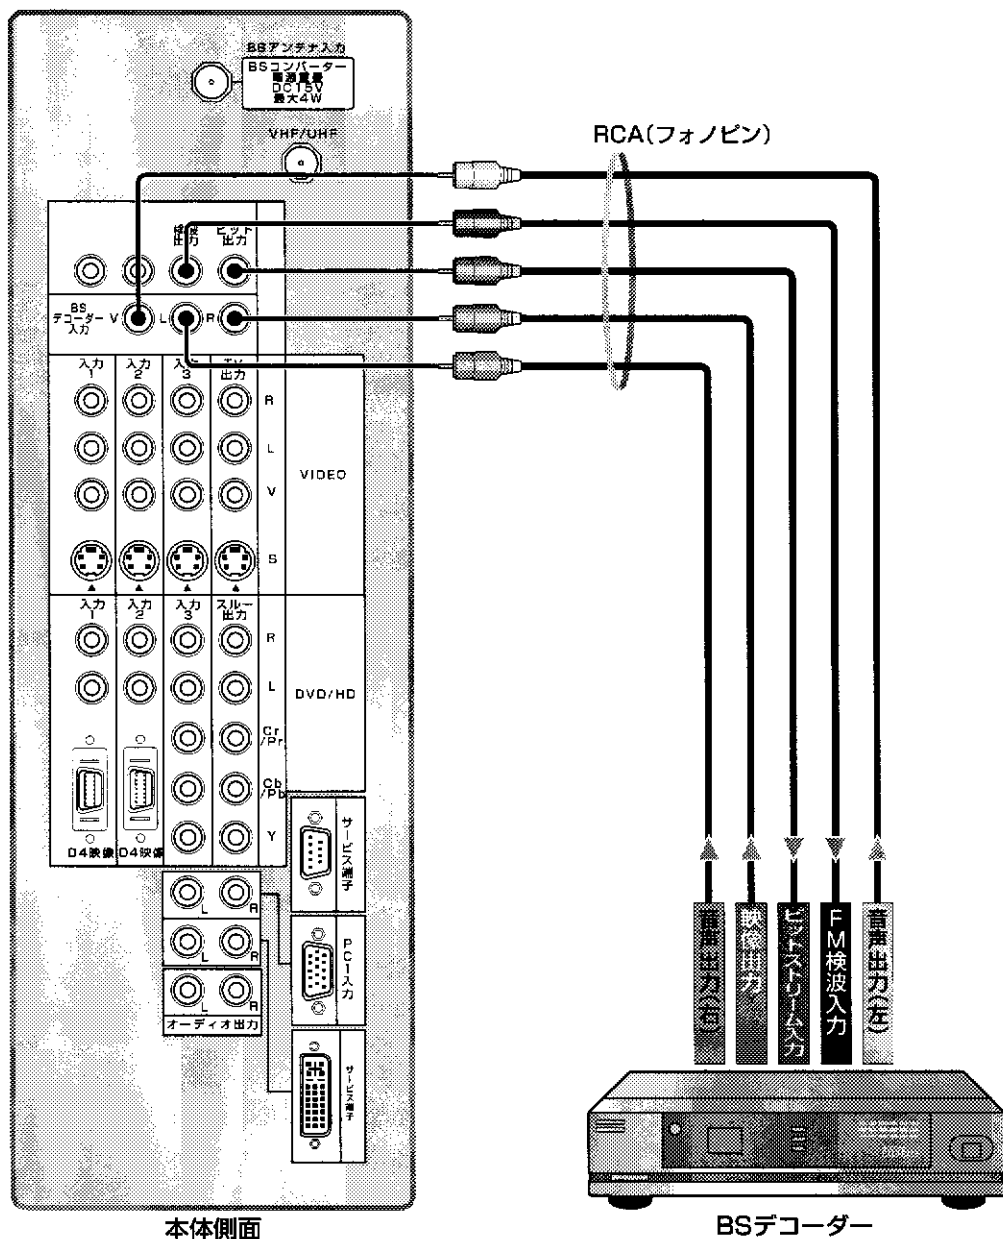 BSアンテナ入力
BSコンバーター
電源重畳
DC15V
最大4W
VHF/UHF
RCA(フォノピン)
検波
出力
ビット
出力
BS
デコーダー
入力
V
L
R
入力
1
入力
2
入力
3
TV
出力
R
L
V
S
VIDEO
入力
1
入力
2
入力
3
スルー
出力
R
L
Cr
/Pr
Cb
/Pb
Y
DVD/HD
D4映像
D4映像
サービス端子
L
R
L
R
L
R
オーディオ出力
PC1入力
サービス端子
音声出力(右)
映像出力
ビットストリーム入力
FM検波入力
音声出力(左)
本体側面
BSデコーダー